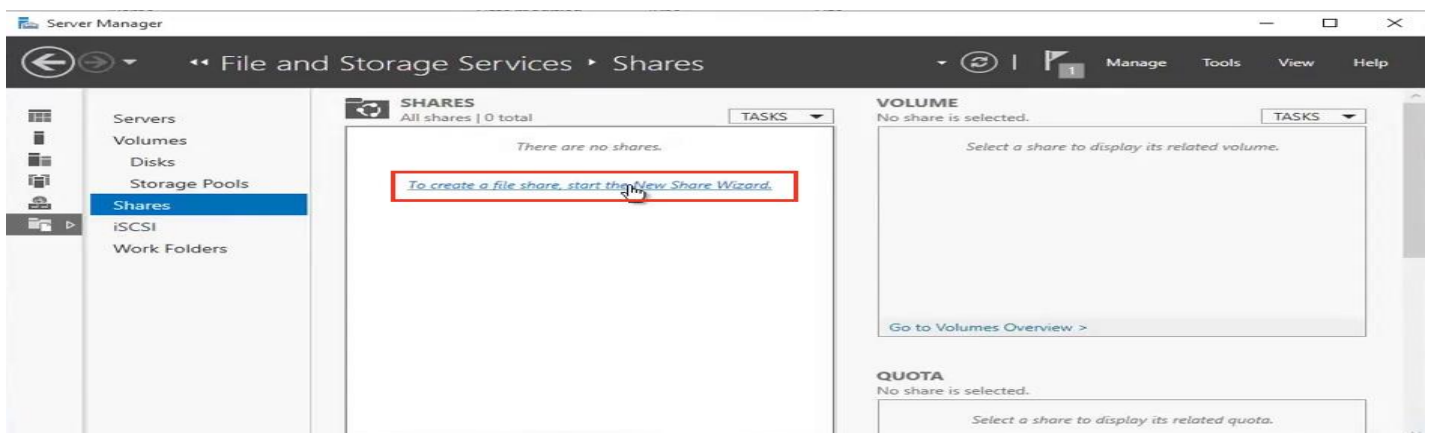 Server Manager
File and Storage Services ‣ Shares
1
Manage
Tools
View
Help
Servers
Volumes
Disks
Storage Pools
Shares
iSCSI
Work Folders
SHARES
All shares | 0 total
TASKS
There are no shares.
To create a file share, start the New Share Wizard.
VOLUME
No share is selected.
TASKS
Select a share to display its related volume.
Go to Volumes Overview >
QUOTA
No share is selected.
Select a share to display its related quota.